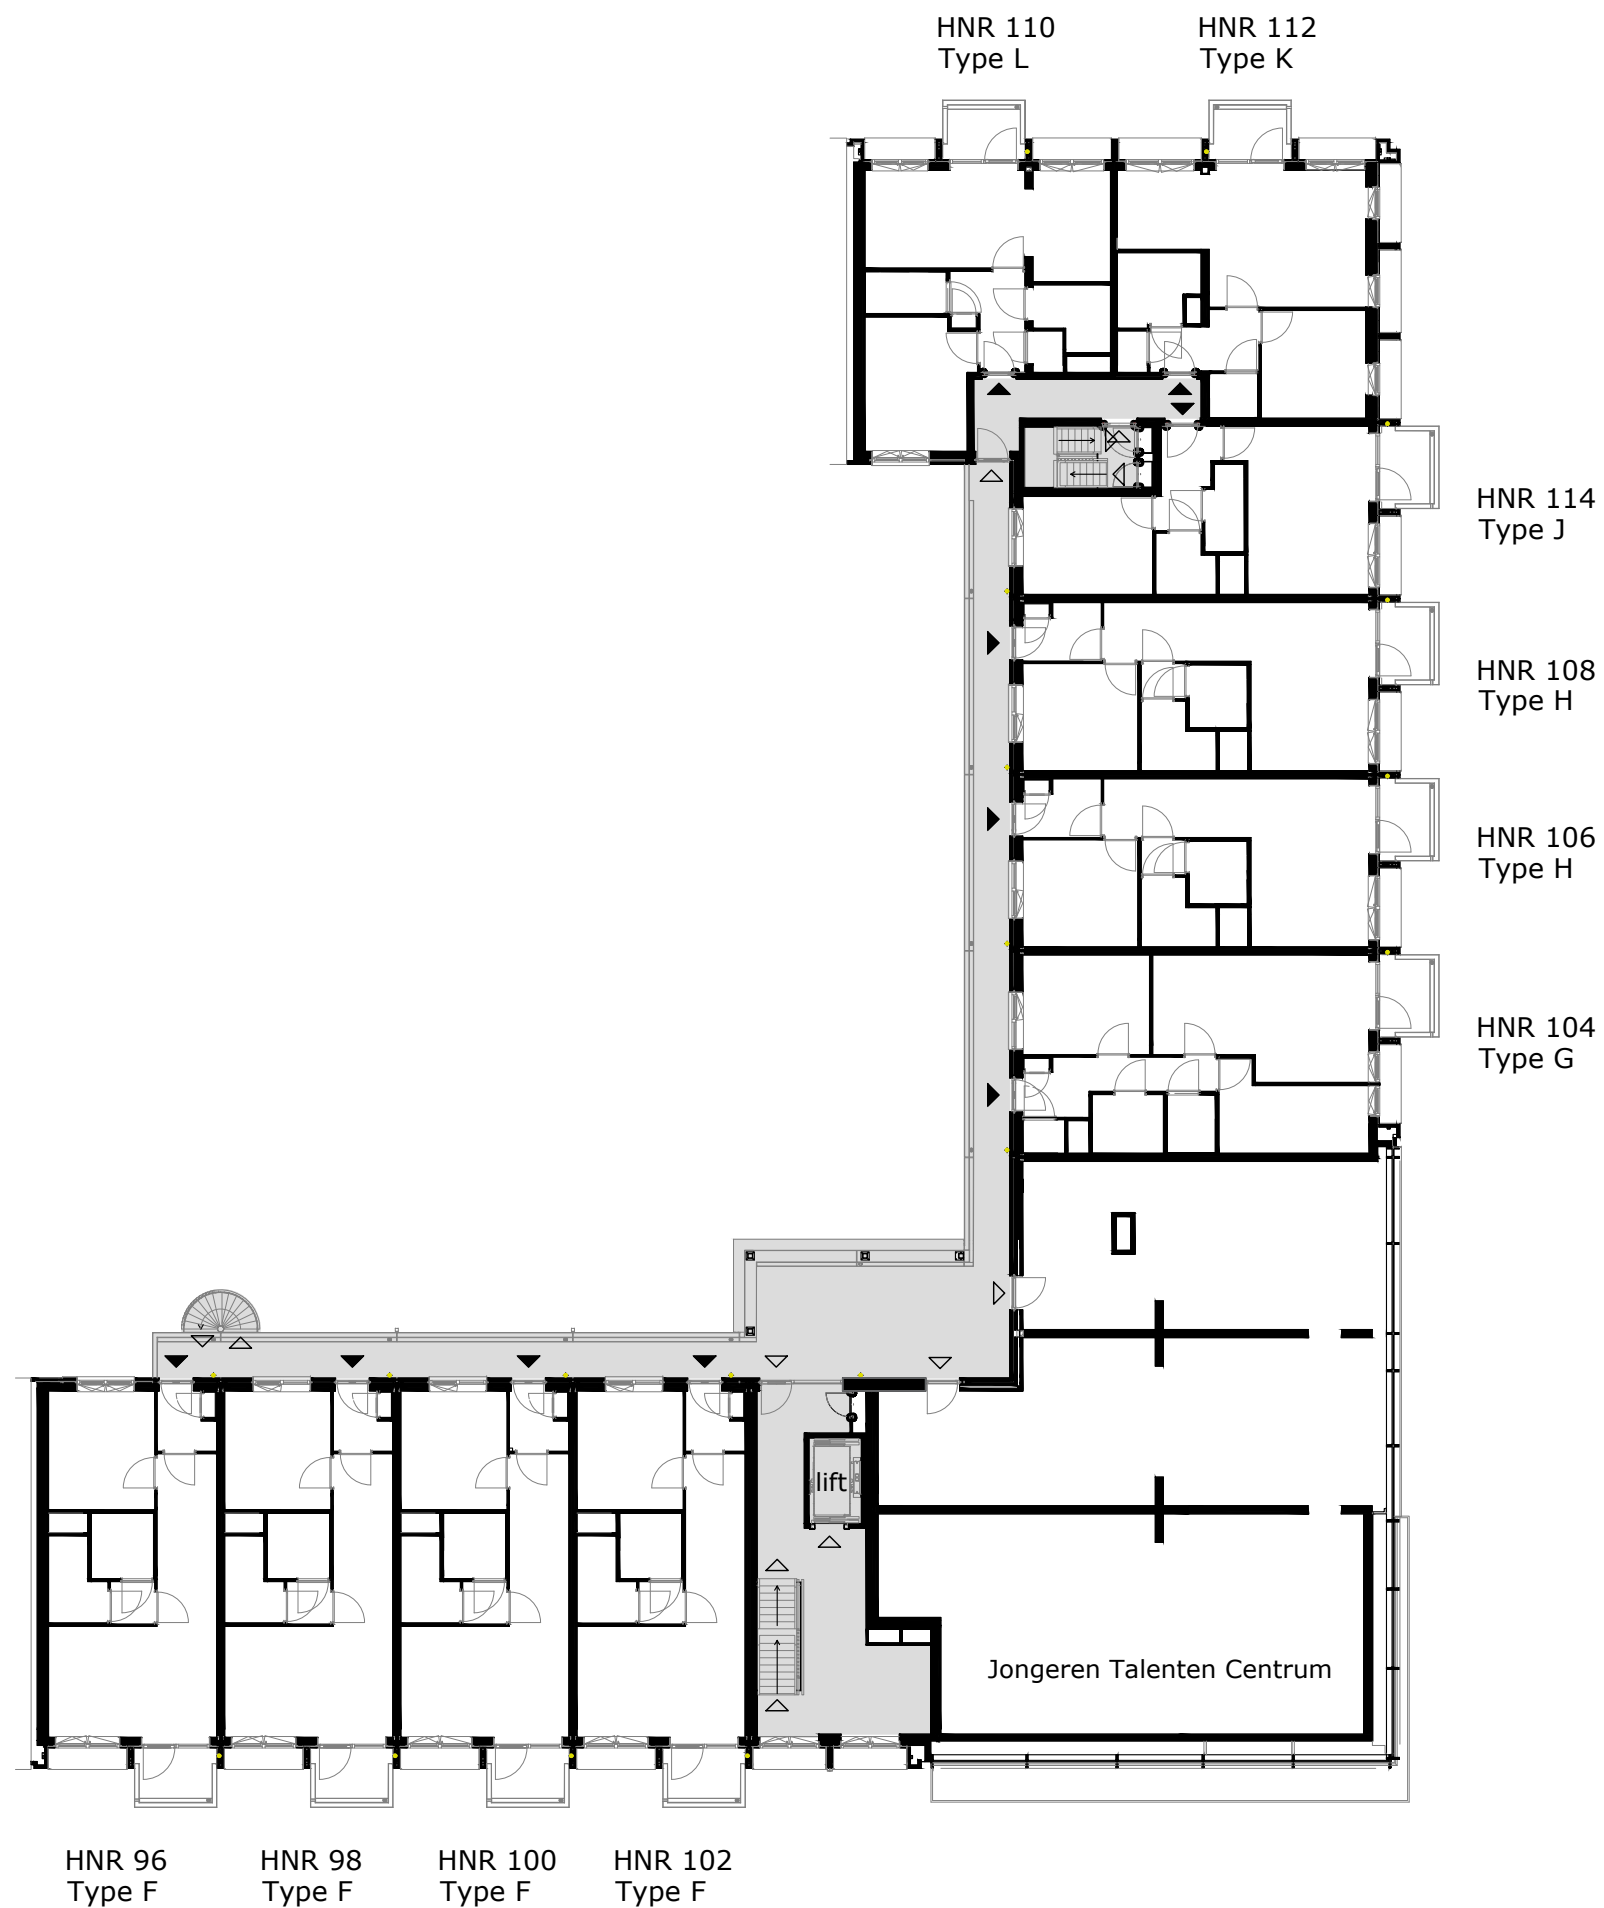 HNR 110
Type L
HNR 112
Type K
HNR 114
Type J
HNR 108
Type H
HNR 106
Type H
HNR 104
Type G
lift
Jongeren Talenten Centrum
HNR 96
Type F
HNR 98
Type F
HNR 100
Type F
HNR 102
Type F